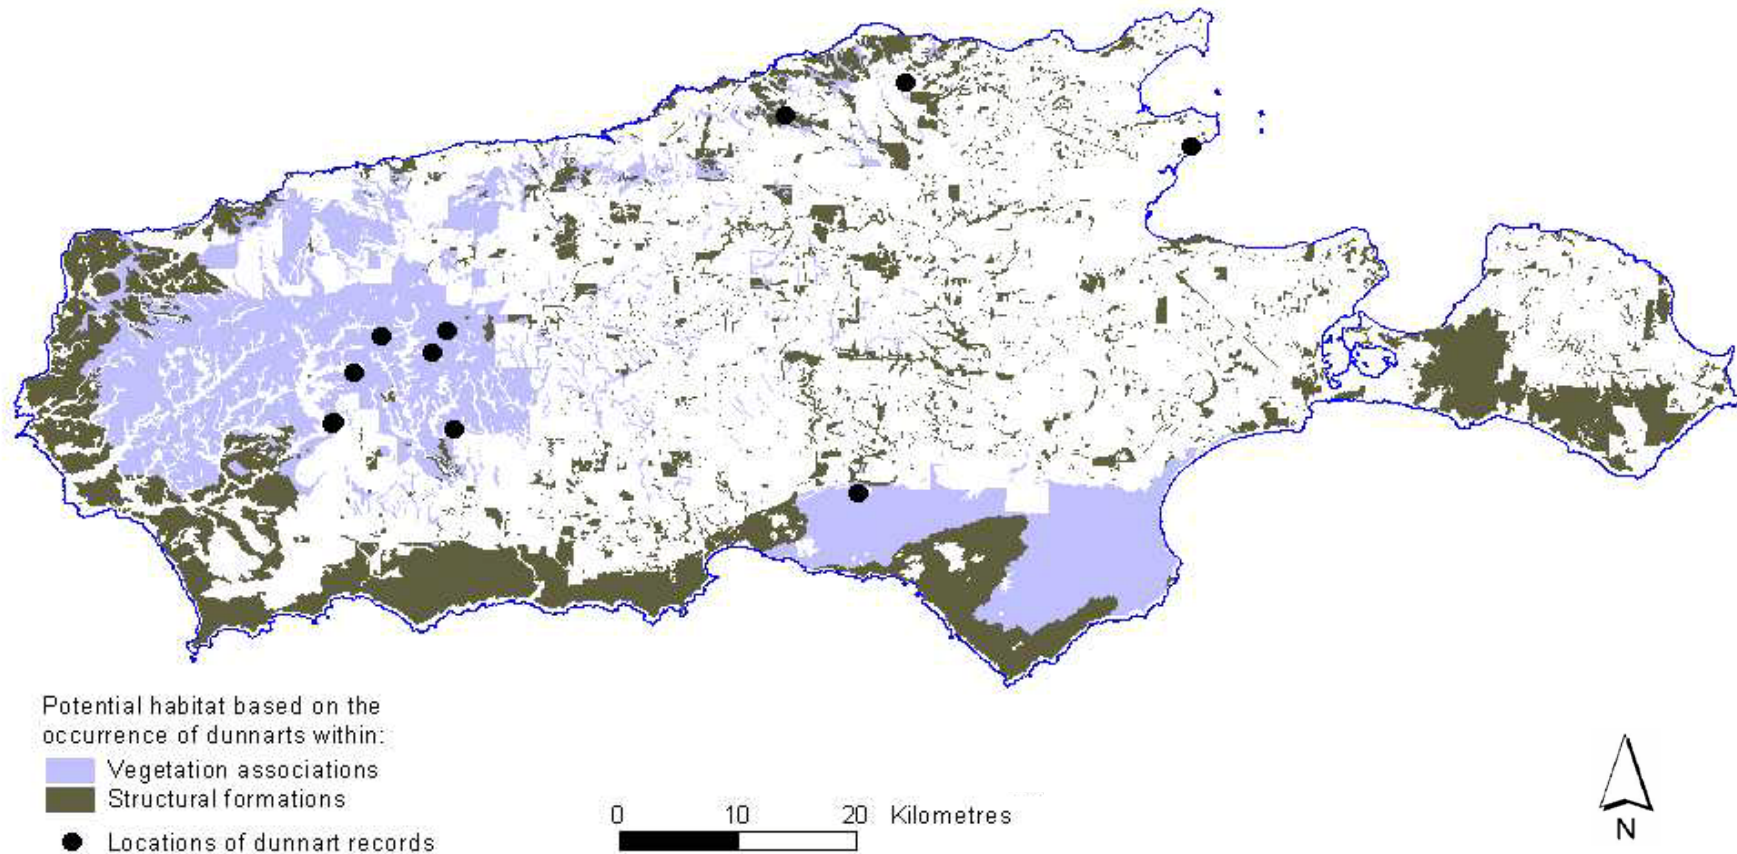 Potential habitat based on the
occurrence of dunnarts within:
Vegetation associations
Structural formations
Locations of dunnart records
0 10 20 Kilometres
N